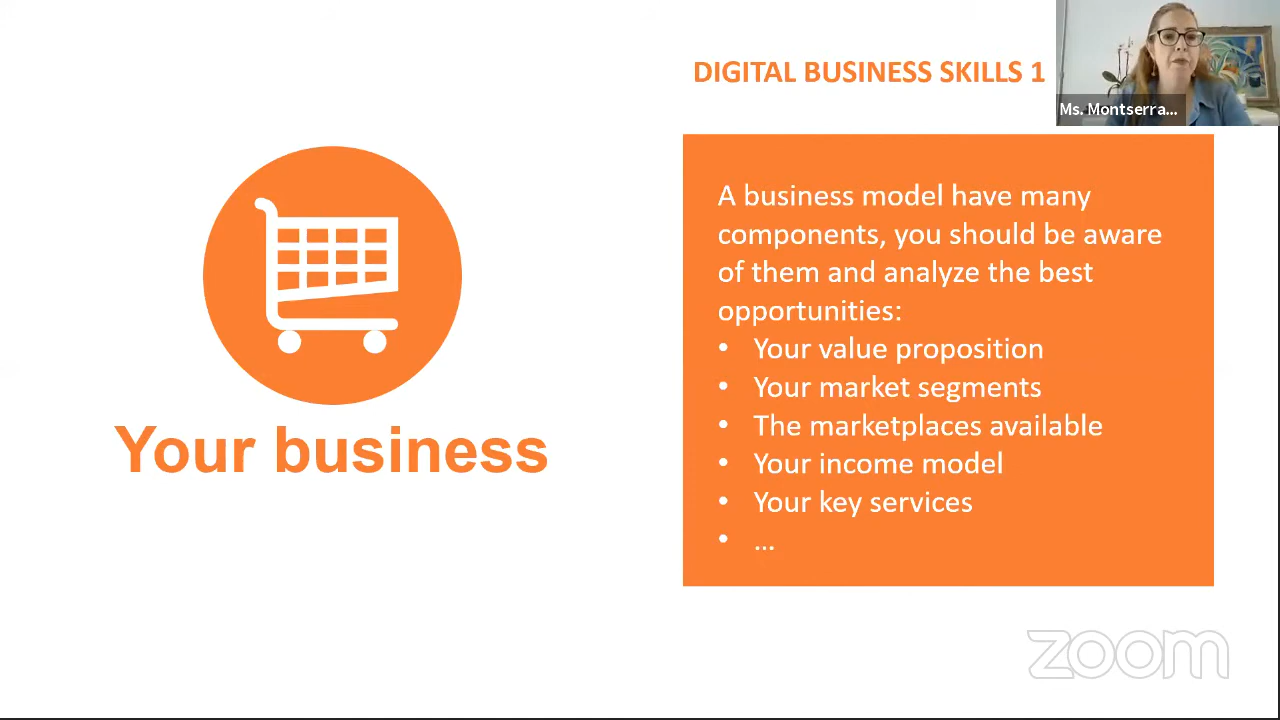 DIGITAL BUSINESS SKILLS 1
Ms. Montserra...
Your business
A business model have many
components, you should be aware
of them and analyze the best
opportunities:
• Your value proposition
• Your market segments
• The marketplaces available
• Your income model
• Your key services
• ...
zoom